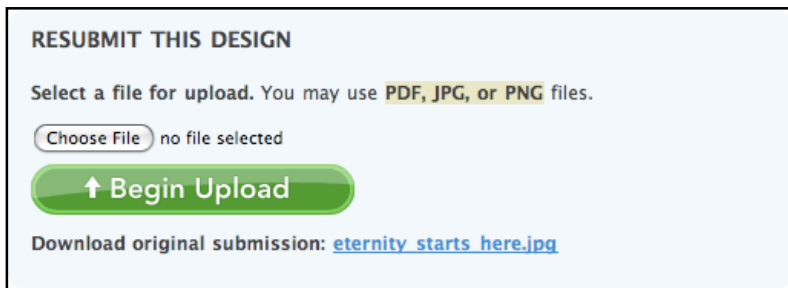 RESUBMIT THIS DESIGN
Select a file for upload. You may use PDF, JPG, or PNG files.
Choose File no file selected
Begin Upload
Download original submission: eternity_starts_here.jpg